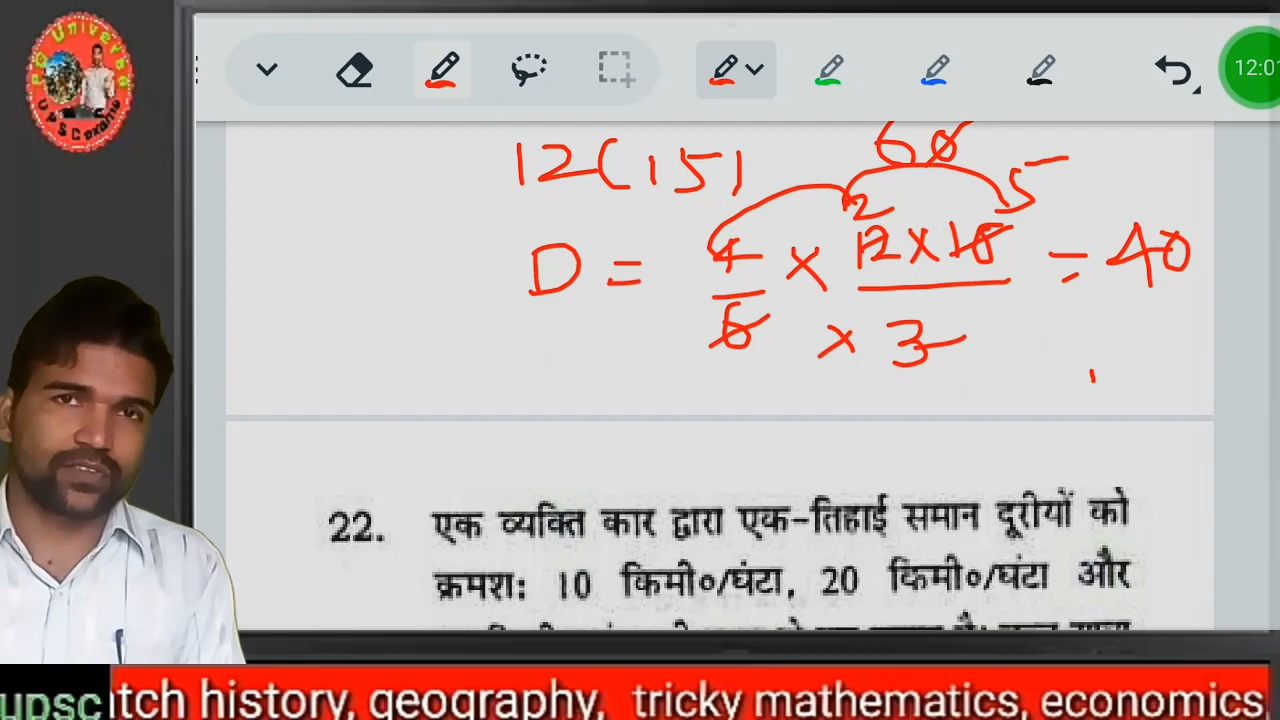 12:01
60
12(15)
2 5
D = 4/6 × 12×15/×3 = 40
22. एक व्यक्ति कार द्वारा एक-तिहाई समान दूरीयों को
क्रमशः 10 किमी०/घंटा, 20 किमी०/घंटा और
upsc tch history, geography, tricky mathematics, economics